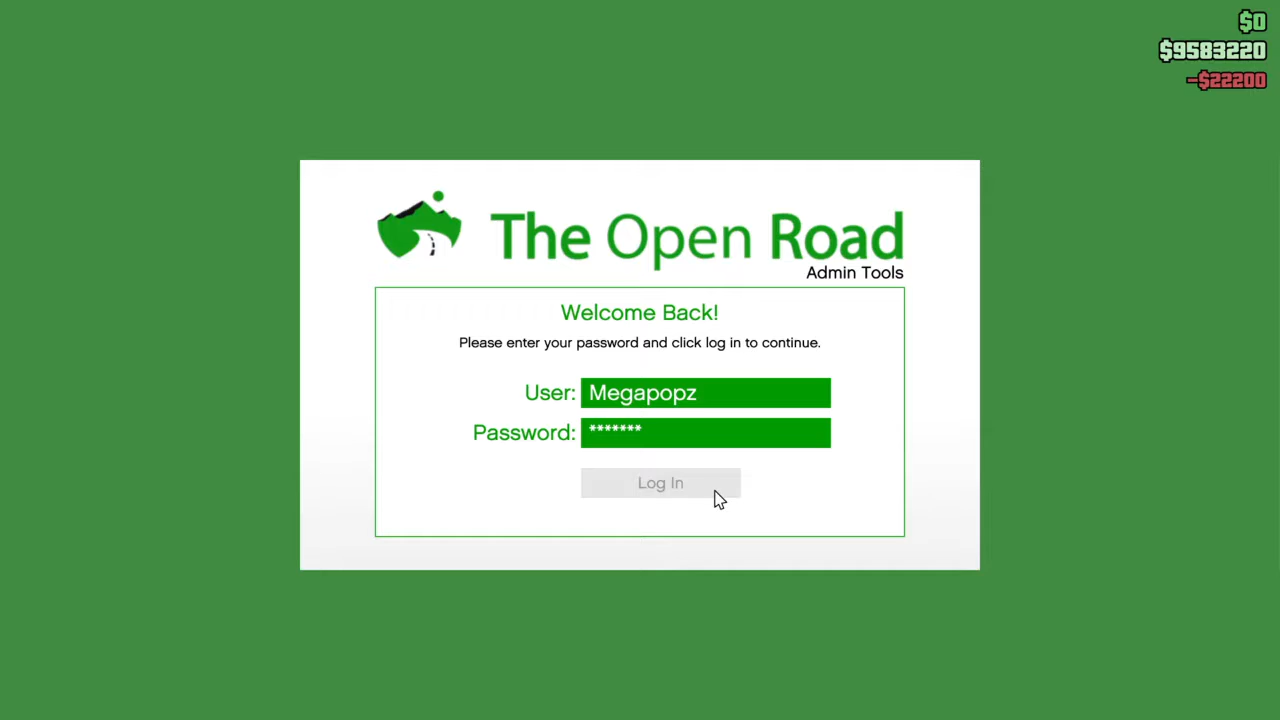 $0
$9583220
-$22200
The Open Road
Admin Tools
Welcome Back!
Please enter your password and click log in to continue.
User: Megapopz
Password: *******
Log In